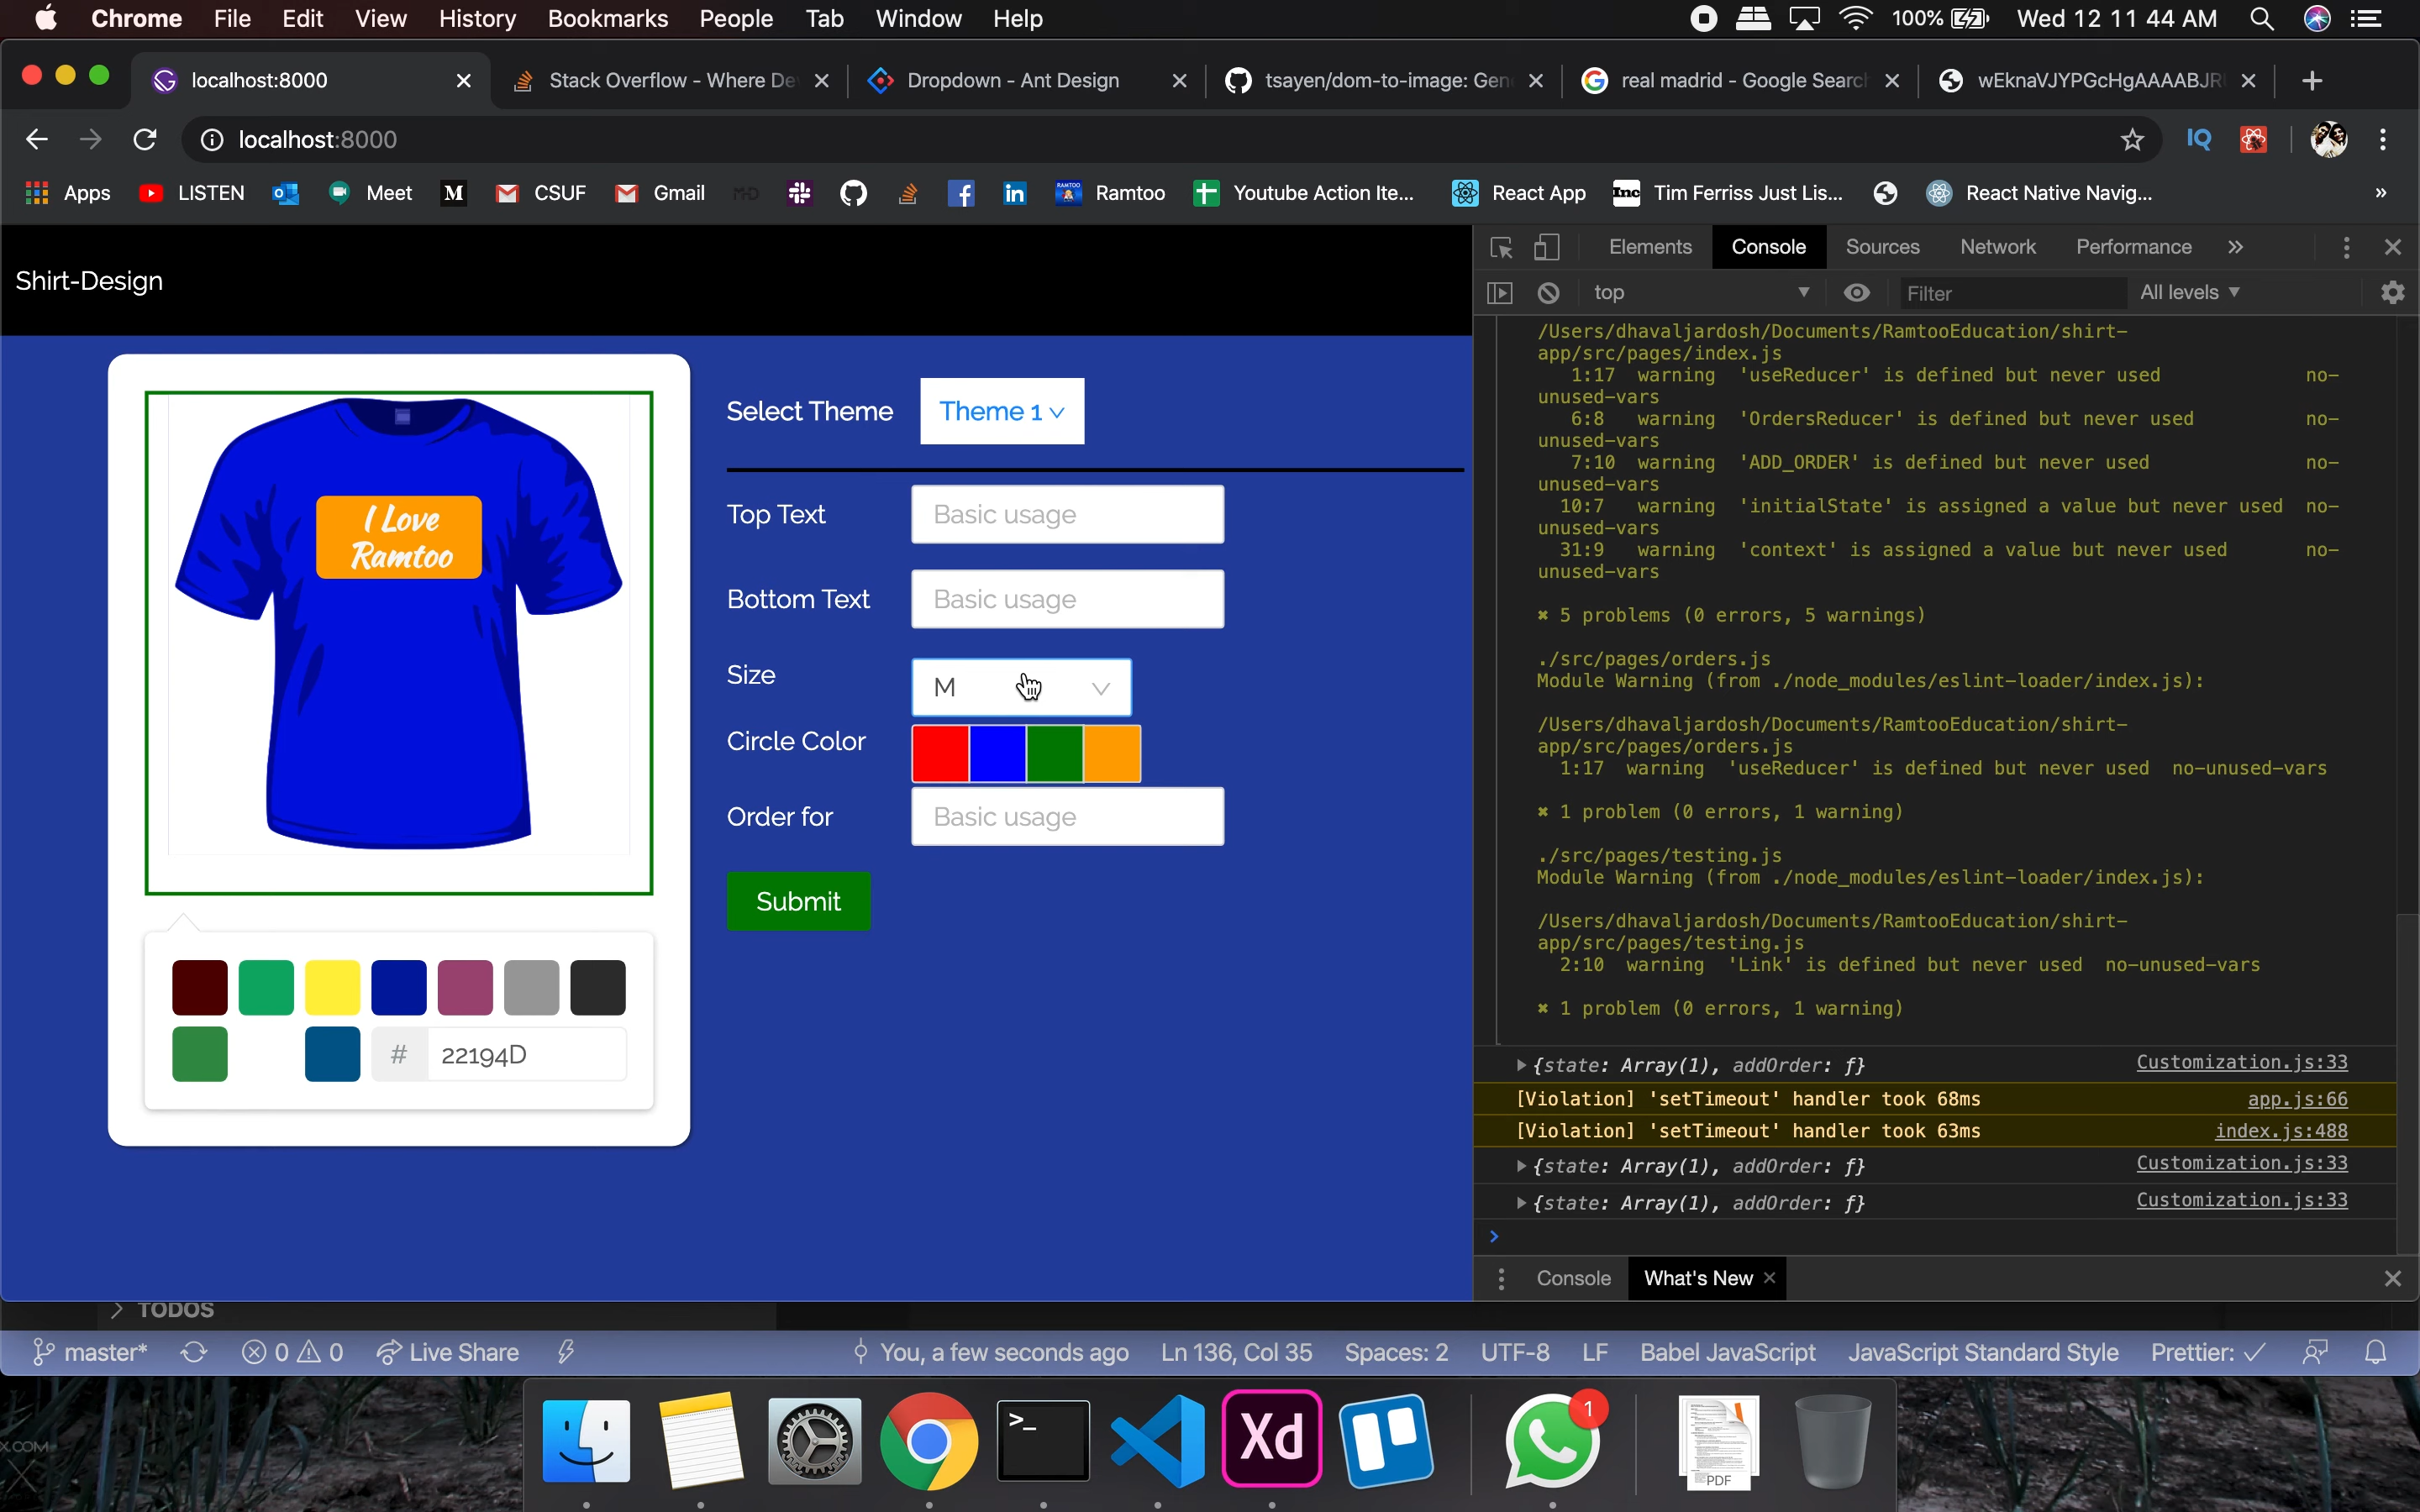 Chrome File Edit View History Bookmarks People Tab Window Help 100% Wed 12 11 44 AM
localhost:8000 Stack Overflow - Where De Dropdown - Ant Design tsayen/dom-to-image: Gen real madrid - Google Search
localhost:8000 IQ
Apps LISTEN Meet M CSUF Gmail Ramtoo Youtube Action Ite... React App Inc Tim Ferriss Just Lis... React Native Navig... »
Shirt-Design
I Love
Ramtoo
# 22194D
Select Theme Theme 1
Top Text Basic usage
Bottom Text Basic usage
Size M
Circle Color
Order for Basic usage
Submit
Elements Console Sources Network Performance »
top Filter All levels
/Users/dhavaljardosh/Documents/RamtooEducation/shirt-
app/src/pages/index.js
1:17 warning 'useReducer' is defined but never used no-
unused-vars
6:8 warning 'OrdersReducer' is defined but never used no-
unused-vars
7:10 warning 'ADD_ORDER' is defined but never used no-
unused-vars
10:7 warning 'initialState' is assigned a value but never used no-
unused-vars
31:9 warning 'context' is assigned a value but never used no-
unused-vars
✖ 5 problems (0 errors, 5 warnings)
./src/pages/orders.js
Module Warning (from ./node_modules/eslint-loader/index.js):
/Users/dhavaljardosh/Documents/RamtooEducation/shirt-
app/src/pages/orders.js
1:17 warning 'useReducer' is defined but never used no-unused-vars
✖ 1 problem (0 errors, 1 warning)
./src/pages/testing.js
Module Warning (from ./node_modules/eslint-loader/index.js):
/Users/dhavaljardosh/Documents/RamtooEducation/shirt-
app/src/pages/testing.js
2:10 warning 'Link' is defined but never used no-unused-vars
✖ 1 problem (0 errors, 1 warning)
{state: Array(1), addOrder: ƒ} Customization.js:33
[Violation] 'setTimeout' handler took 68ms app.js:66
[Violation] 'setTimeout' handler took 63ms index.js:488
{state: Array(1), addOrder: ƒ} Customization.js:33
{state: Array(1), addOrder: ƒ} Customization.js:33
Console What's New
TODOS
master* 0 0 Live Share You, a few seconds ago Ln 136, Col 35 Spaces: 2 UTF-8 LF Babel JavaScript JavaScript Standard Style Prettier: ✓
>_ Xd 1 PDF
X.COM